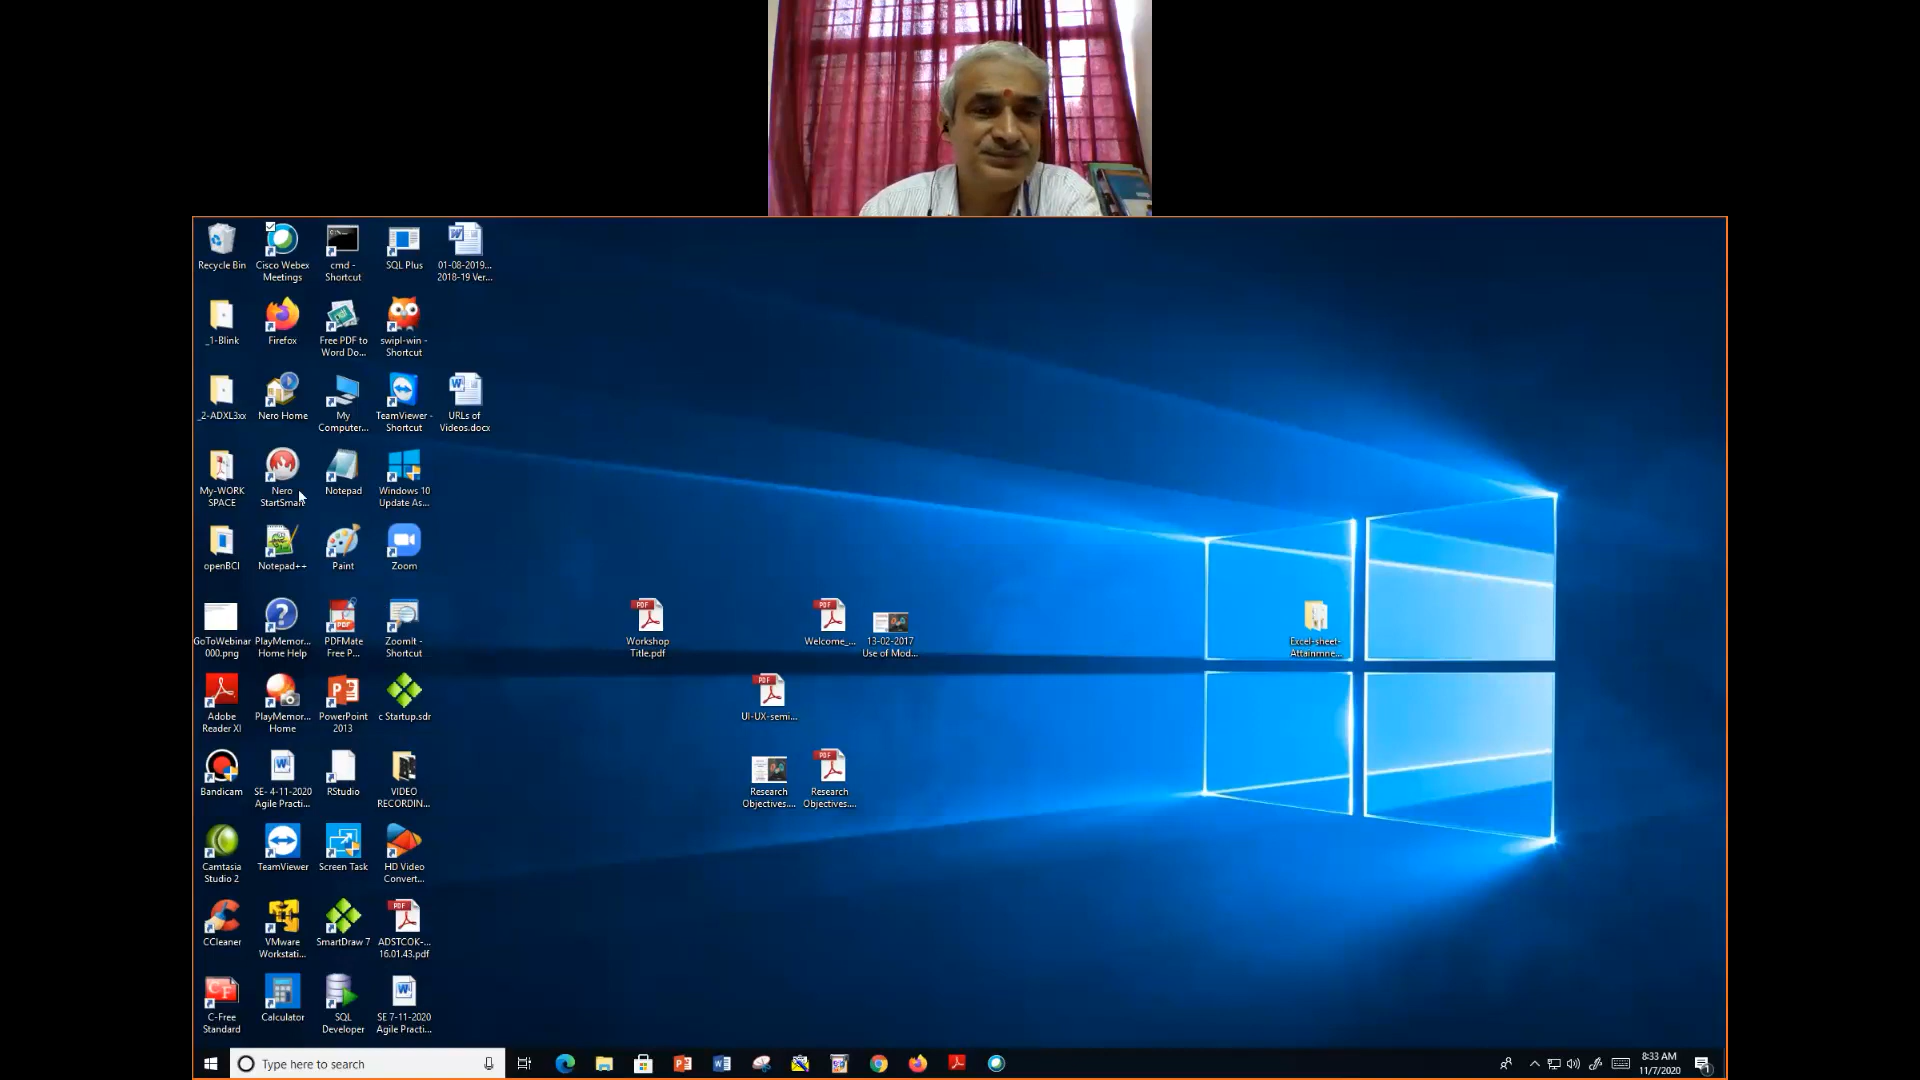 Recycle Bin
Cisco Webex
Meetings
cmd -
Shortcut
SQL Plus
01-08-2019...
2018-19 Ver...
_1-Blink
Firefox
Free PDF to
Word Do...
swipl-win -
Shortcut
_2-ADXL3xx
Nero Home
My
Computer...
TeamViewer -
Shortcut
URLs of
Videos.docx
My-WORK
SPACE
Nero
StartSmart
Notepad
Windows 10
Update As...
openBCI
Notepad++
Paint
Zoom
GoToWebinar
000.png
PlayMemor...
Home Help
PDFMate
Free P...
ZoomIt -
Shortcut
Workshop
Title.pdf
Welcome_...
13-02-2017
Use of Mod...
Excel-sheet-
Attainmne...
Adobe
Reader XI
PlayMemor...
Home
PowerPoint
2013
c Startup.sdr
UI-UX-semi...
Bandicam
SE- 4-11-2020
Agile Practi...
RStudio
VIDEO
RECORDIN...
Research
Objectives....
Research
Objectives....
Camtasia
Studio 2
TeamViewer
Screen Task
HD Video
Convert...
CCleaner
VMware
Workstati...
SmartDraw 7
ADSTCOK-...
16.01.43.pdf
C-Free
Standard
Calculator
SQL
Developer
SE 7-11-2020
Agile Practi...
Type here to search
8:33 AM
11/7/2020